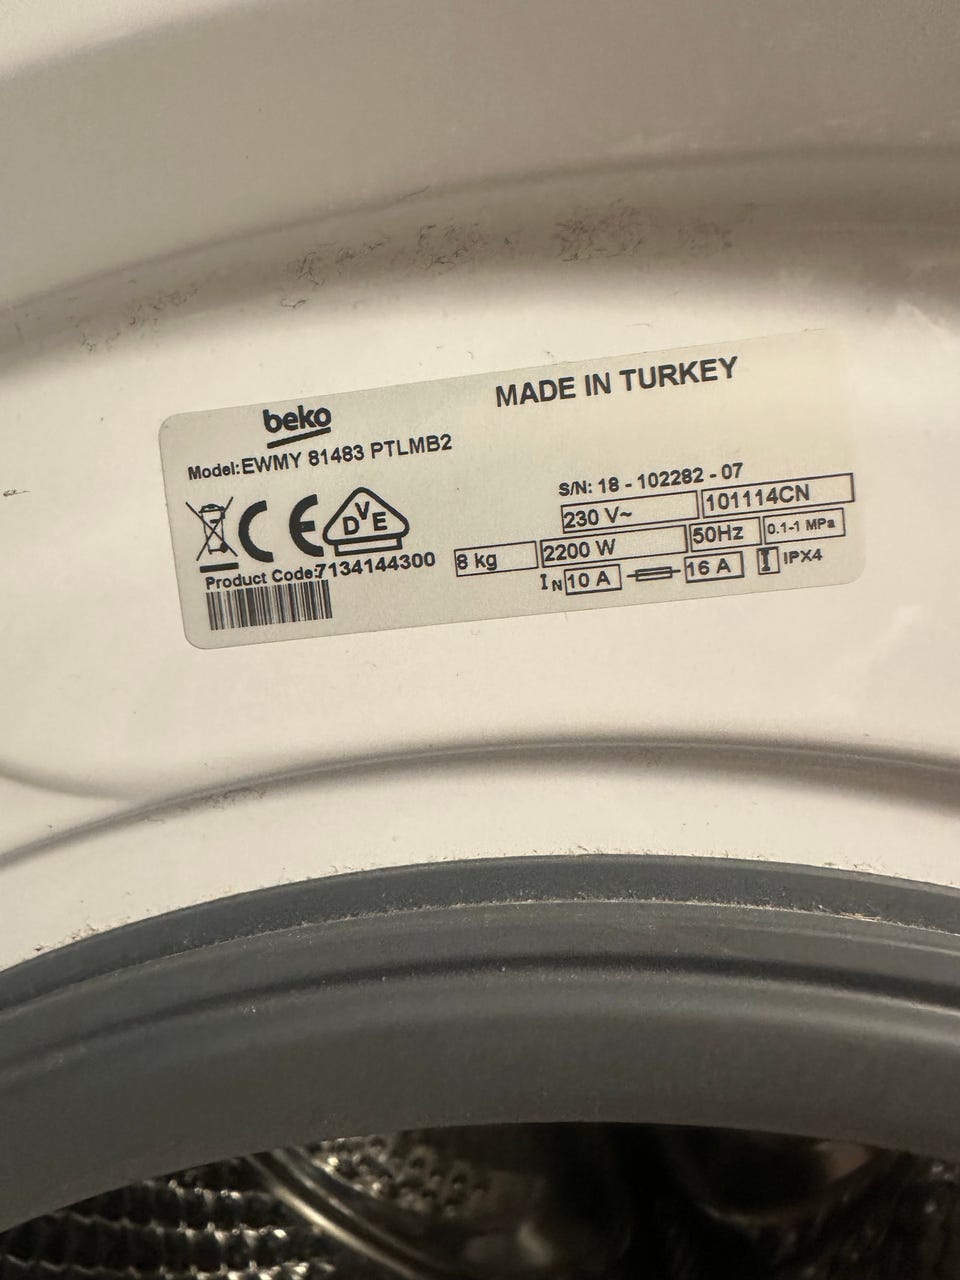 beko
MADE IN TURKEY
Model:EWMY 81483 PTLMB2
CE
DVE
Product Code:7134144300
S/N: 18 - 102282 - 07
230 V~
101114CN
8 kg
2200 W
50Hz
0.1-1 MPa
IN 10 A
16 A
IPX4